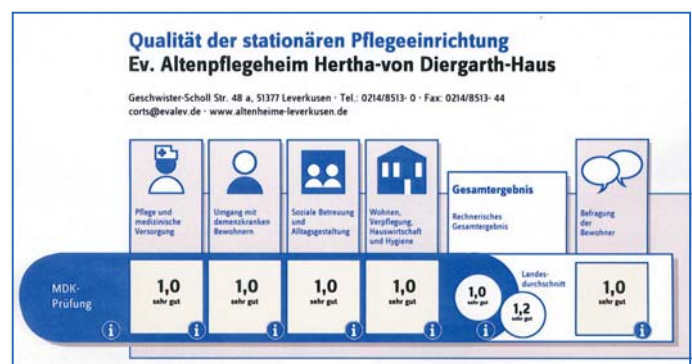 Qualität der stationären Pflegeeinrichtung
Ev. Altenpflegeheim Hertha-von Diergarth-Haus
Geschwister-Scholl Str. 48 a, 51377 Leverkusen · Tel.: 0214/8513- 0 · Fax: 0214/8513- 44
corts@evalev.de · www.altenheime-leverkusen.de
Pflege und
medizinische
Versorgung
Umgang mit
demenzkranken
Bewohnern
Soziale Betreuung
und
Alltagsgestaltung
Wohnen,
Verpflegung,
Hauswirtschaft
und Hygiene
Gesamtergebnis
Rechnerisches
Gesamtergebnis
Befragung
der
Bewohner
MDK-
Prüfung
1,0
sehr gut
1,0
sehr gut
1,0
sehr gut
1,0
sehr gut
1,0
sehr gut
Landes-
durchschnitt
1,2
sehr gut
1,0
sehr gut